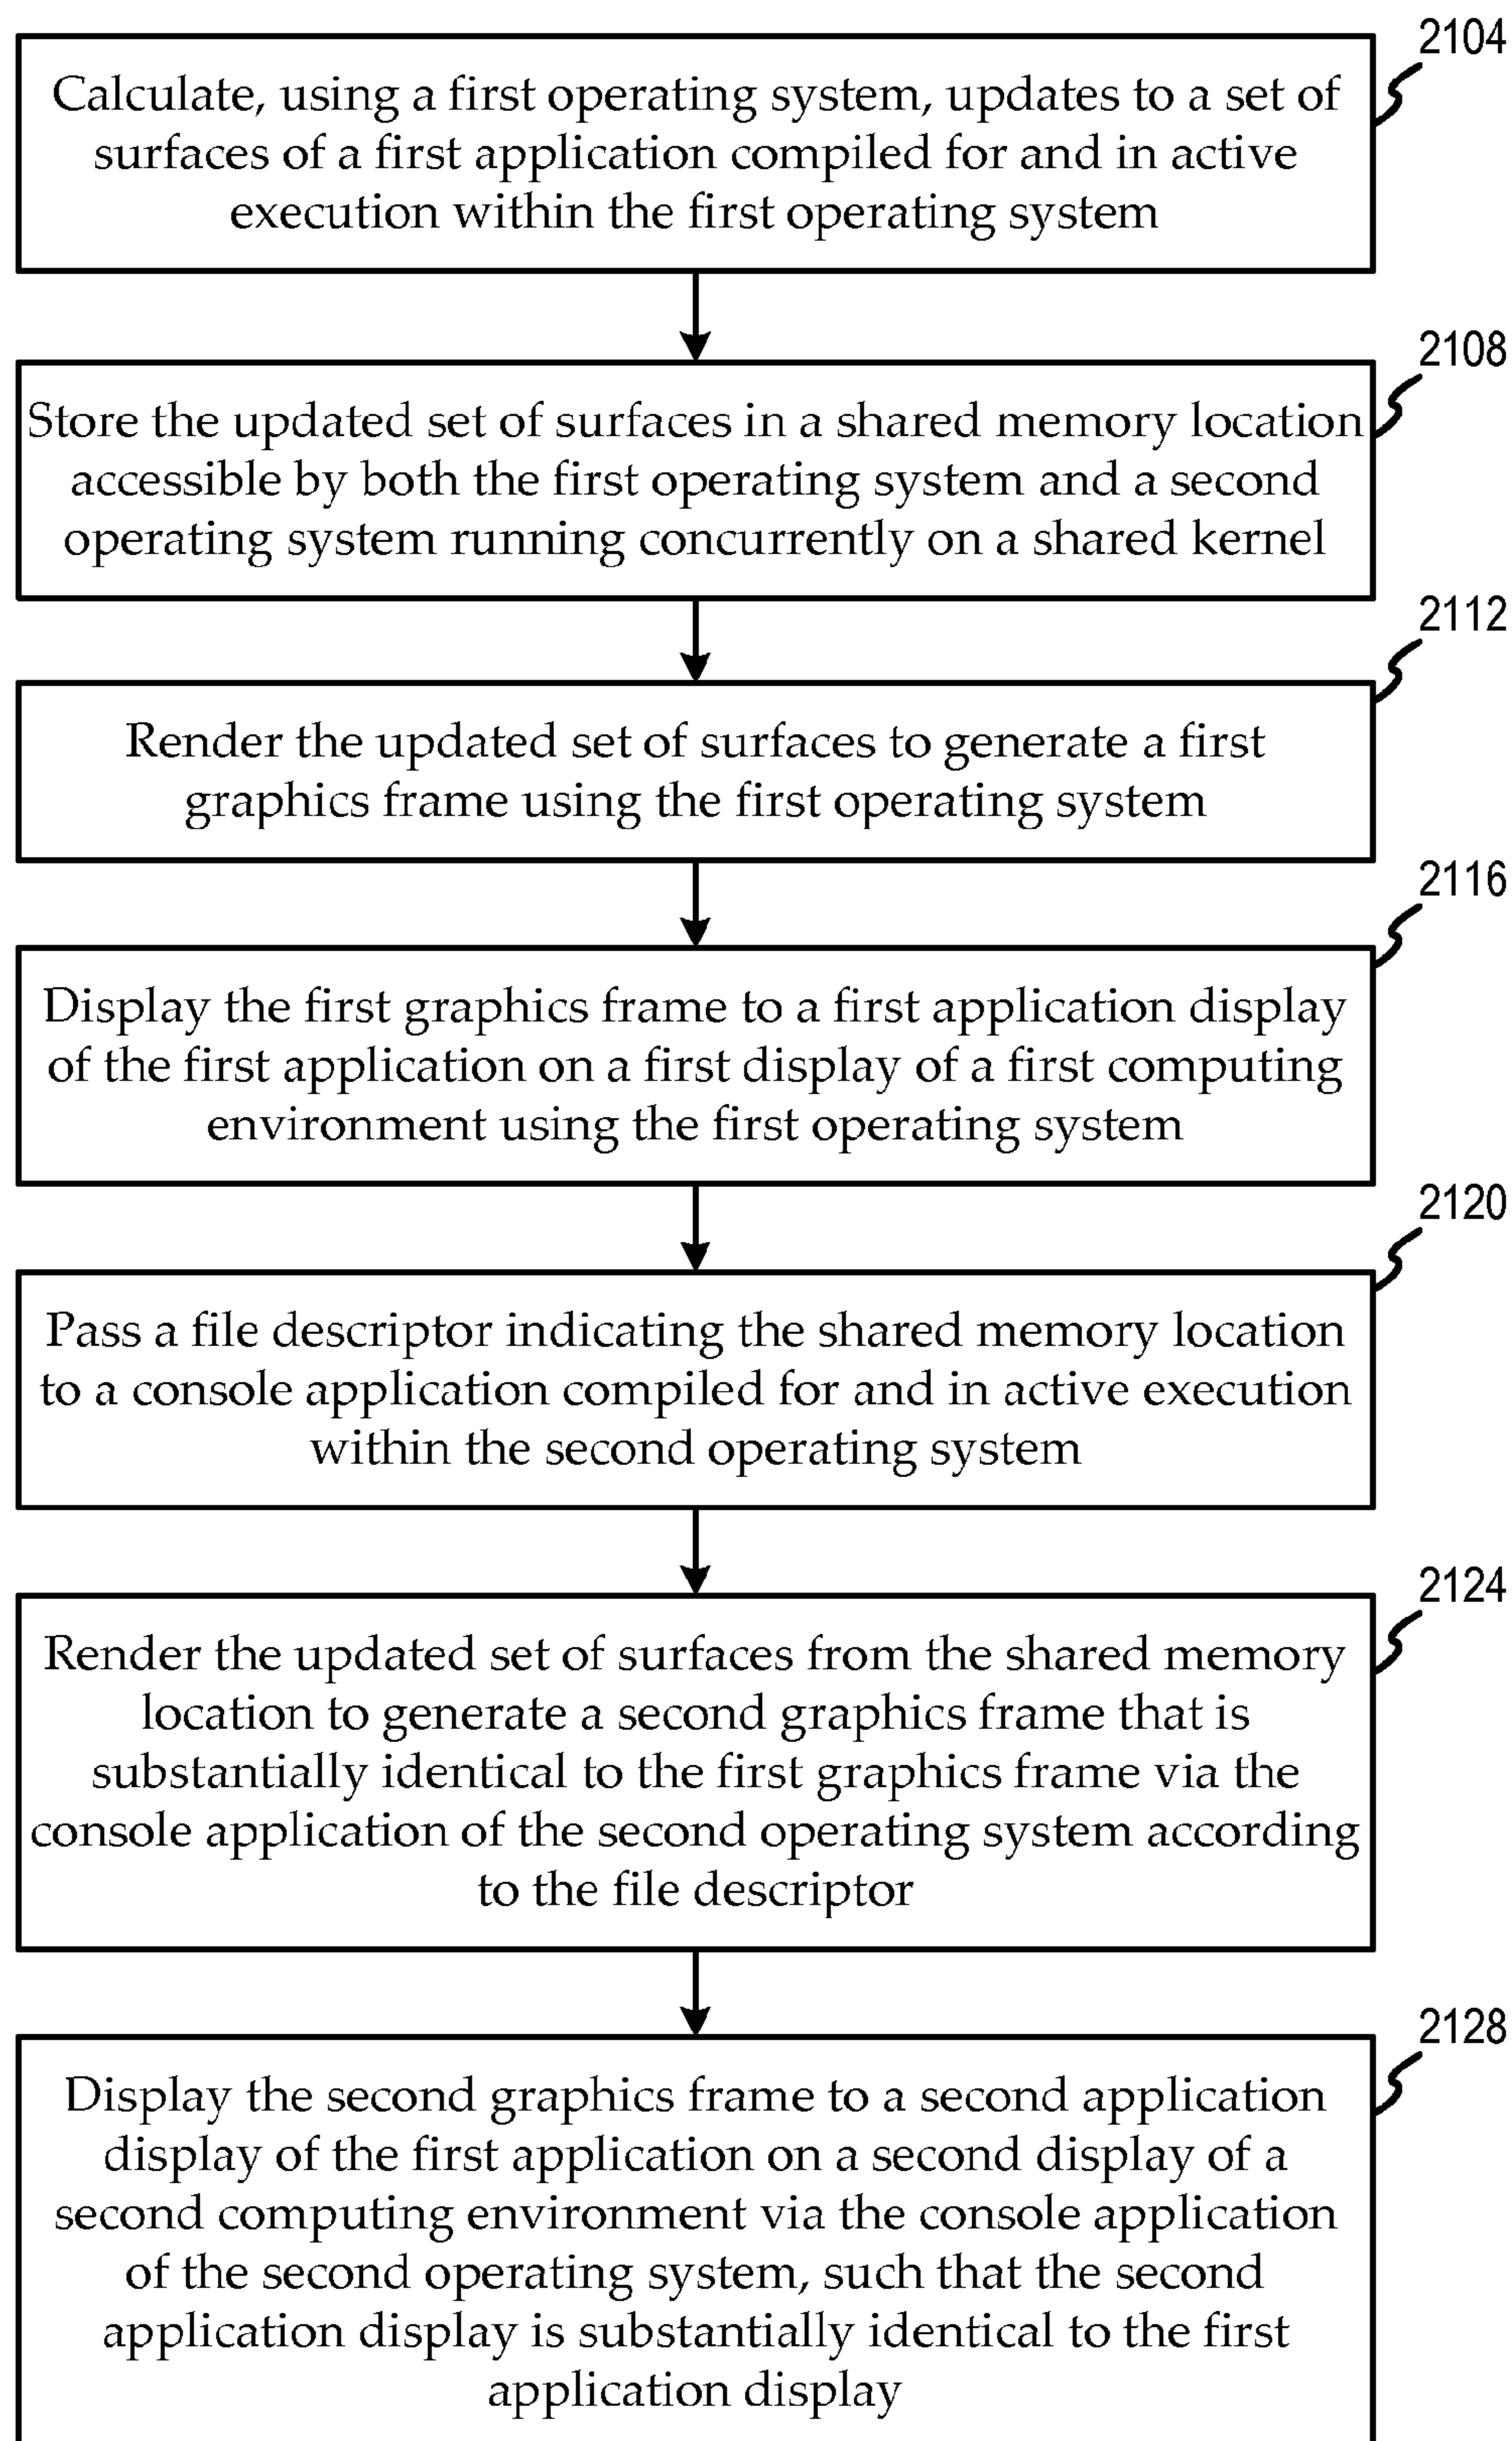 2104
Calculate, using a first operating system, updates to a set of
surfaces of a first application compiled for and in active
execution within the first operating system
2108
Store the updated set of surfaces in a shared memory location
accessible by both the first operating system and a second
operating system running concurrently on a shared kernel
2112
Render the updated set of surfaces to generate a first
graphics frame using the first operating system
2116
Display the first graphics frame to a first application display
of the first application on a first display of a first computing
environment using the first operating system
2120
Pass a file descriptor indicating the shared memory location
to a console application compiled for and in active execution
within the second operating system
2124
Render the updated set of surfaces from the shared memory
location to generate a second graphics frame that is
substantially identical to the first graphics frame via the
console application of the second operating system according
to the file descriptor
2128
Display the second graphics frame to a second application
display of the first application on a second display of a
second computing environment via the console application
of the second operating system, such that the second
application display is substantially identical to the first
application display